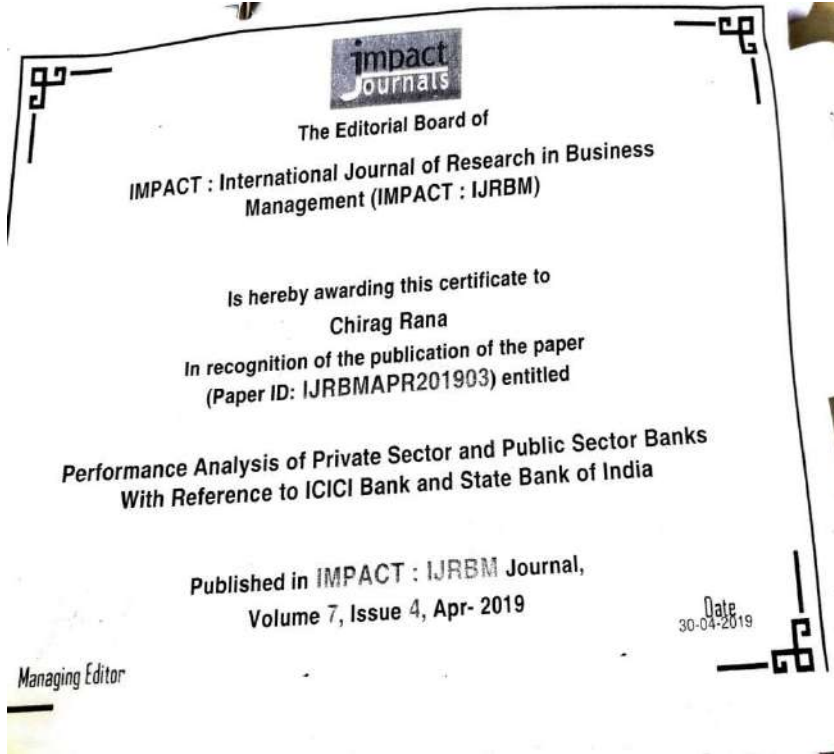 impact
Journals
The Editorial Board of
IMPACT : International Journal of Research in Business
Management (IMPACT : IJRBM)
Is hereby awarding this certificate to
Chirag Rana
In recognition of the publication of the paper
(Paper ID: IJRBMAPR201903) entitled
Performance Analysis of Private Sector and Public Sector Banks
With Reference to ICICI Bank and State Bank of India
Published in IMPACT : IJRBM Journal,
Volume 7, Issue 4, Apr- 2019
Date
30-04-2019
Managing Editor